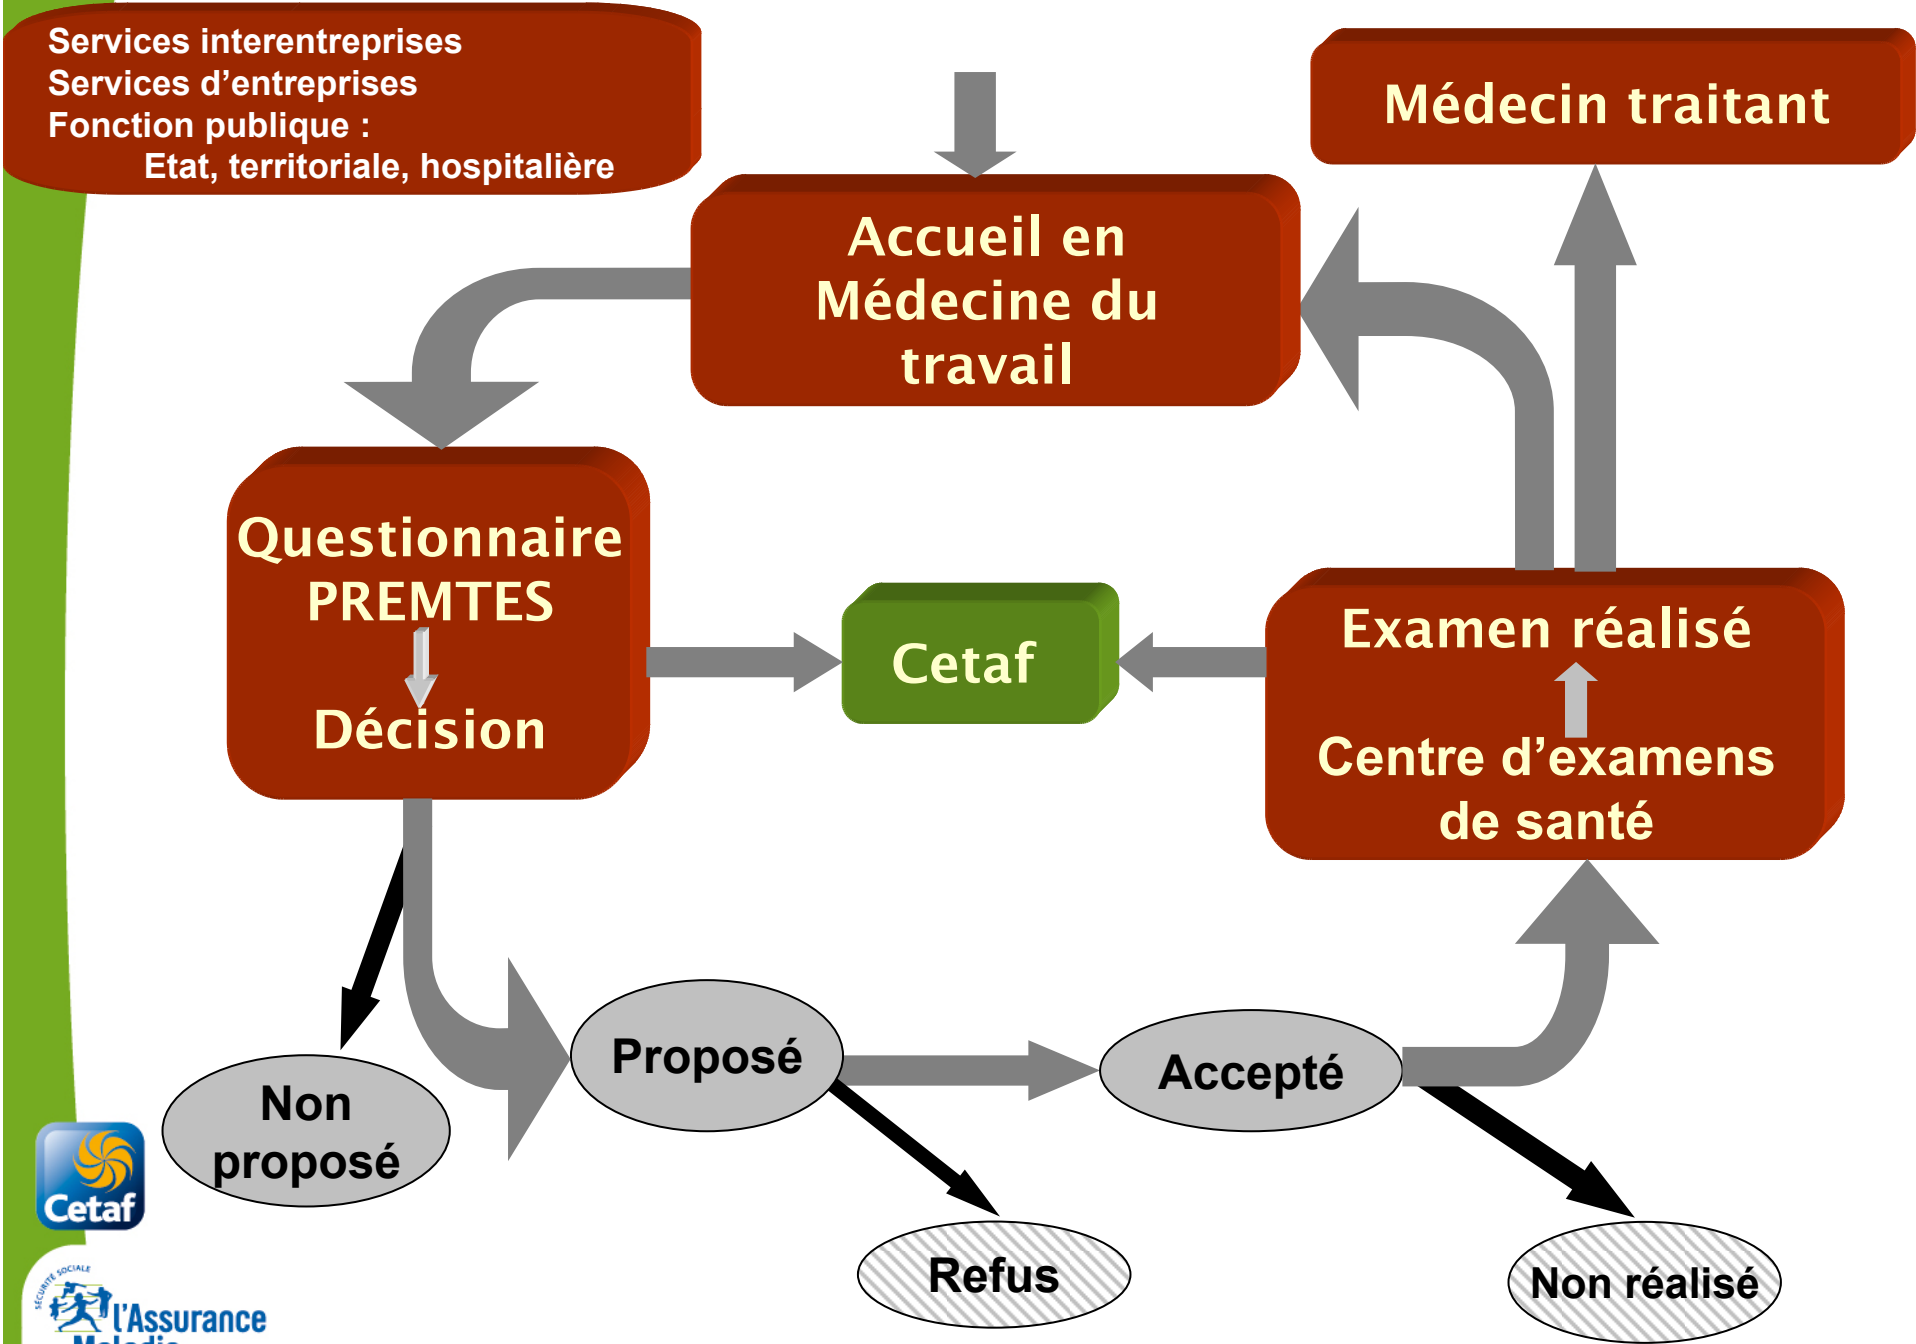 Services interentreprises
Services d’entreprises
Fonction publique :
Etat, territoriale, hospitalière
Médecin traitant
Accueil en
Médecine du
travail
Questionnaire
PREMTES
Décision
Cetaf
Examen réalisé
Centre d’examens
de santé
Proposé
Accepté
Non
proposé
Refus
Non réalisé
Cetaf
SÉCURITÉ SOCIALE
l’Assurance